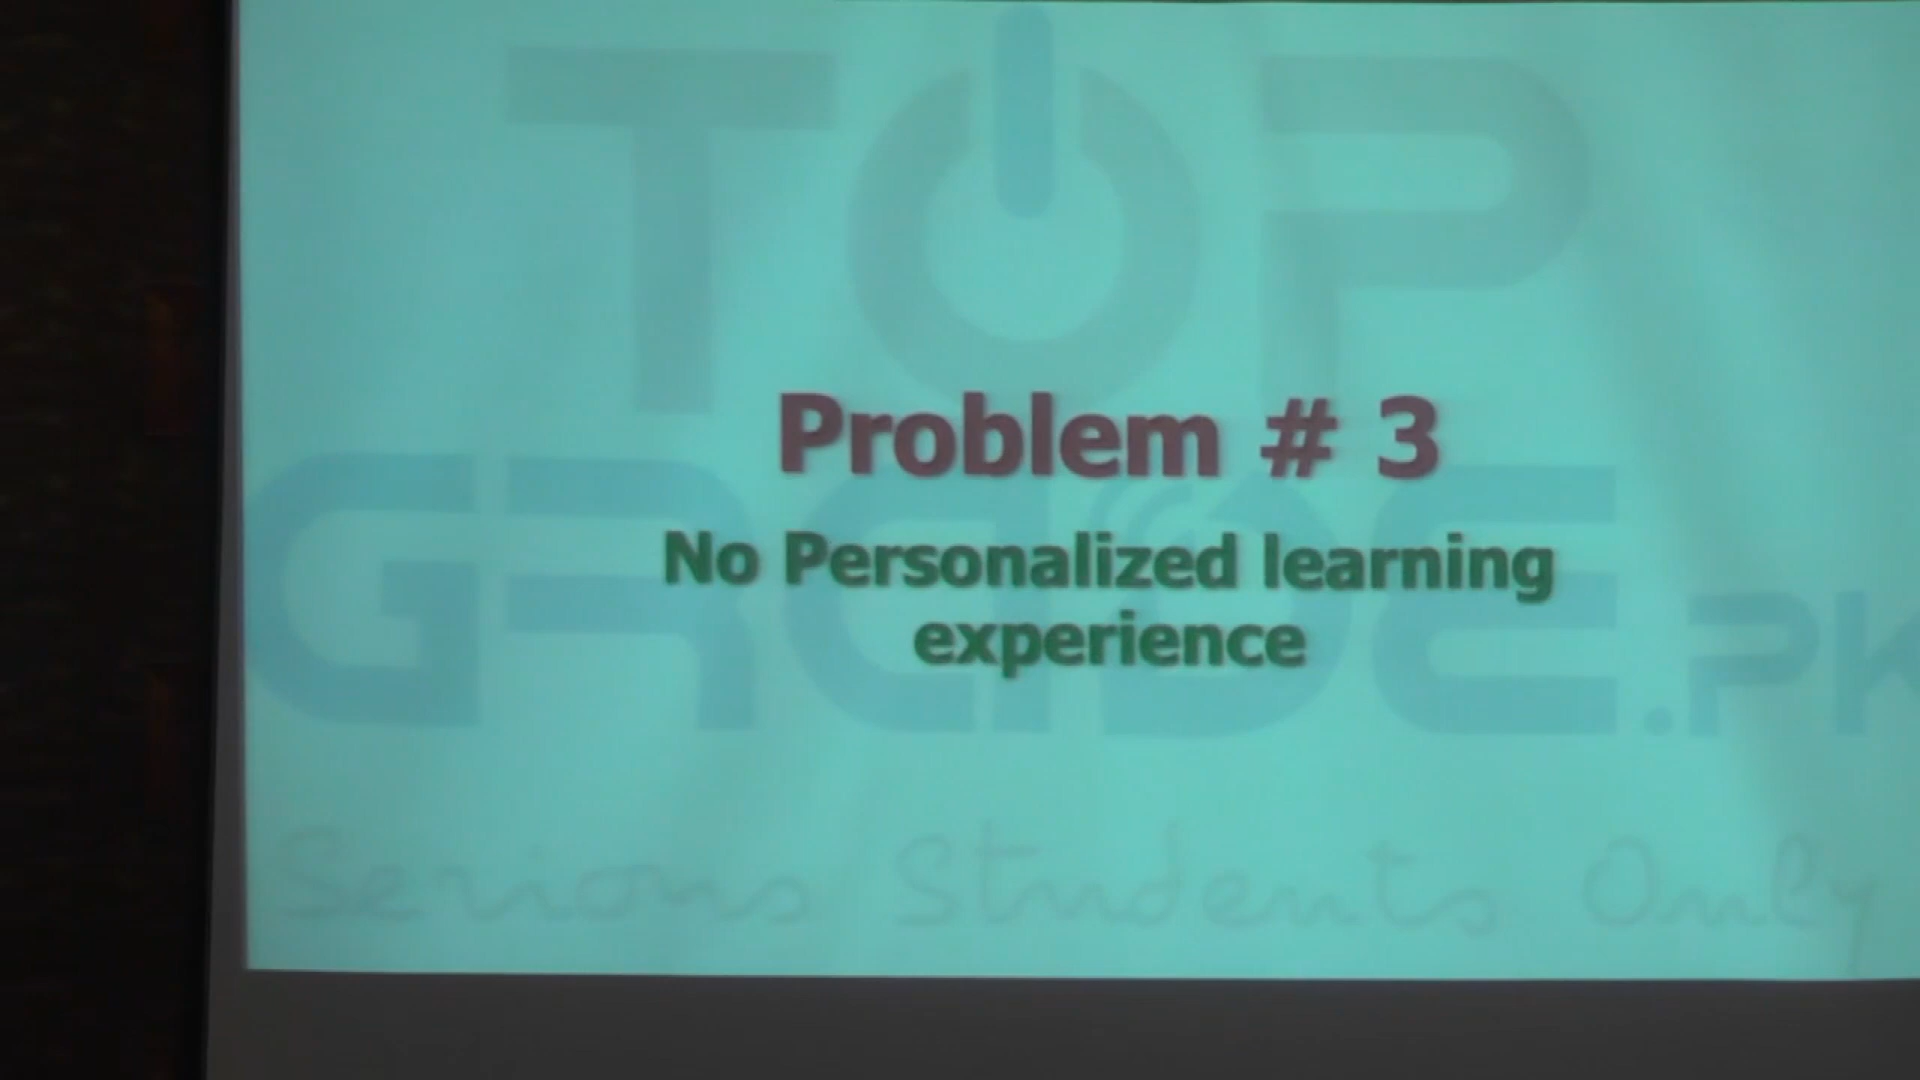 TOP
Problem # 3
GRADE.PK
No Personalized learning
experience
Serious Students Only